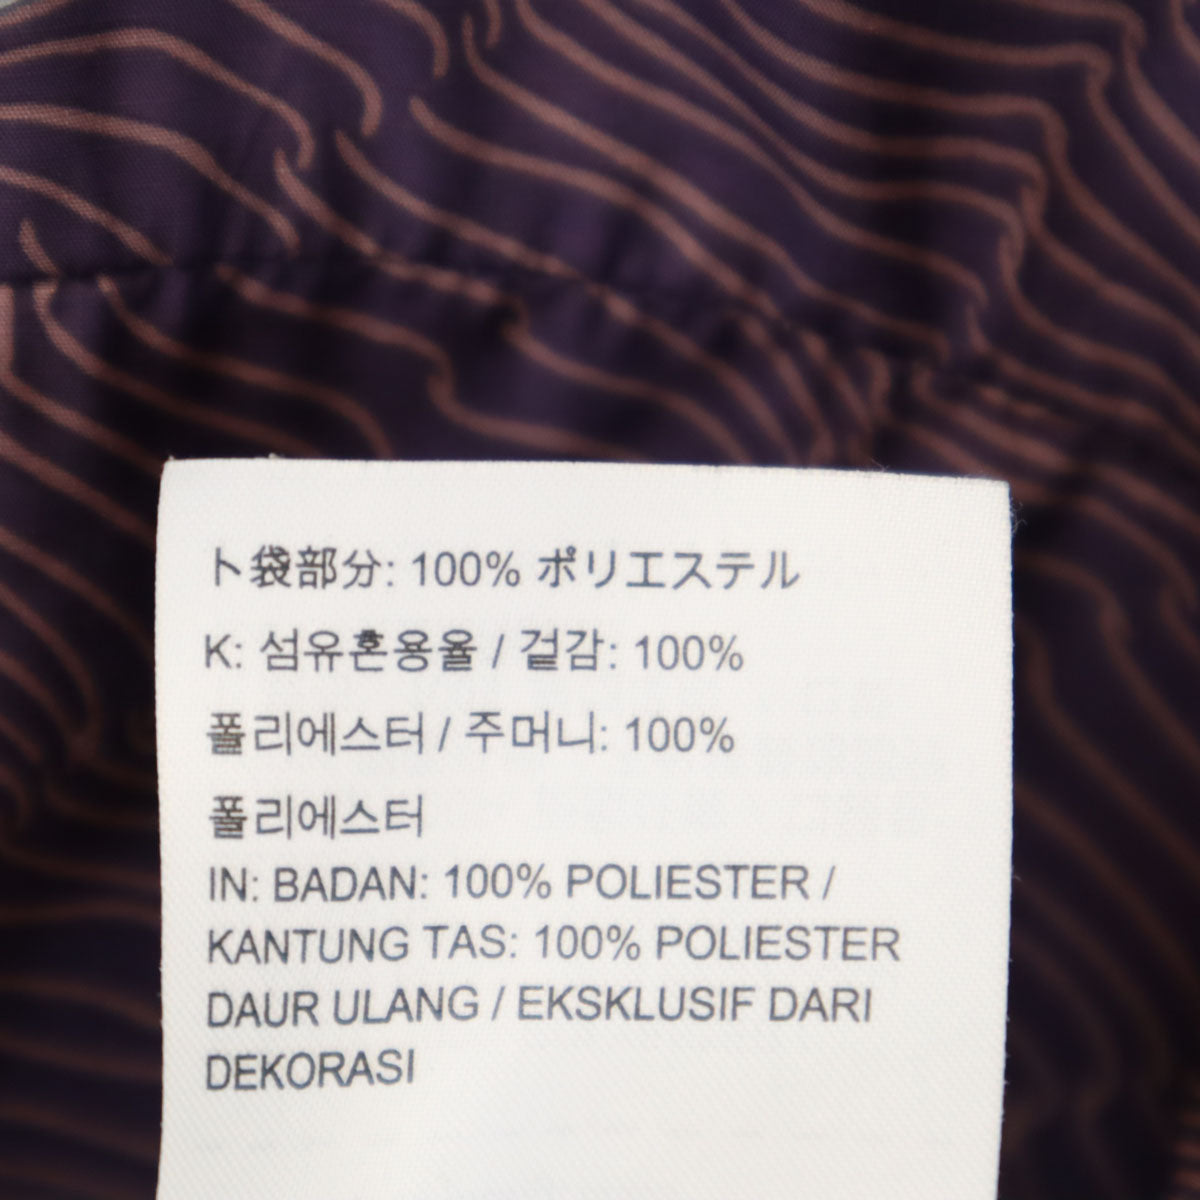 ト袋部分: 100% ポリエステル
K: 섬유혼용율 / 겉감: 100%
폴리에스터 / 주머니: 100%
폴리에스터
IN: BADAN: 100% POLIESTER /
KANTUNG TAS: 100% POLIESTER
DAUR ULANG / EKSKLUSIF DARI
DEKORASI